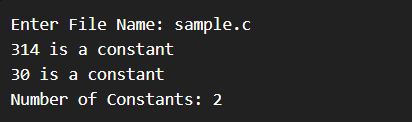 Enter File Name: sample.c
314 is a constant
30 is a constant
Number of Constants: 2